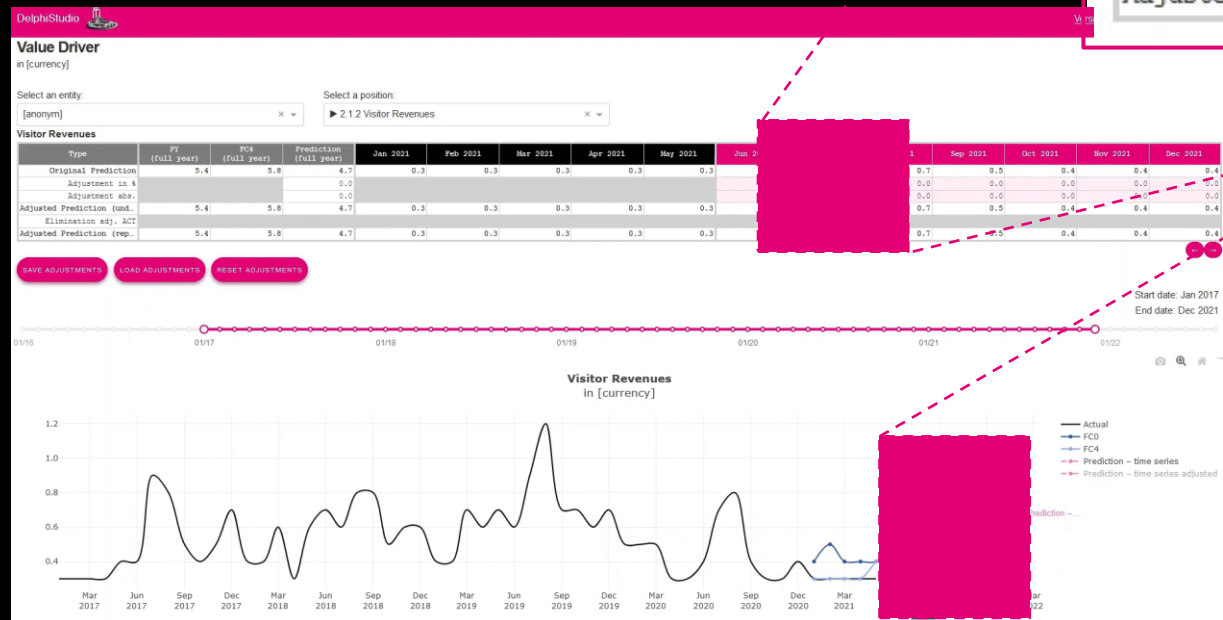 DelphiStudio
Value Driver
in [currency]
Select an entity: Select a position:
[anonym] × ▶ 2.1.2 Visitor Revenues ×
Visitor Revenues
Type PY (full year) FC4 (full year) Prediction (full year) Jan 2021 Feb 2021 Mar 2021 Apr 2021 May 2021 Sep 2021 Oct 2021 Nov 2021 Dec 2021
Original Prediction 5.4 5.8 4.7 0.3 0.3 0.3 0.3 0.3 0.7 0.5 0.4 0.4 0.4
Adjustment in % 0.0 0.0 0.0 0.0 0.0 0.0
Adjustment abs. 0.0 0.0 0.0 0.0 0.0 0.0
Adjusted Prediction (und… 5.4 5.8 4.7 0.3 0.3 0.3 0.3 0.3 0.7 0.5 0.4 0.4 0.4
Elimination adj. ACT
Adjusted Prediction (rep… 5.4 5.8 4.7 0.3 0.3 0.3 0.3 0.3 0.7 0.5 0.4 0.4 0.4
SAVE ADJUSTMENTS LOAD ADJUSTMENTS RESET ADJUSTMENTS
Start date: Jan 2017
End date: Dec 2021
01/16 01/17 01/18 01/19 01/20 01/21 01/22
Visitor Revenues
in [currency]
1.2
1.0
0.8
0.6
0.4
Actual
FC0
FC4
Prediction – time series
Prediction – time series adjusted
Mar 2017 Jun 2017 Sep 2017 Dec 2017 Mar 2018 Jun 2018 Sep 2018 Dec 2018 Mar 2019 Jun 2019 Sep 2019 Dec 2019 Mar 2020 Jun 2020 Sep 2020 Dec 2020 Mar 2021